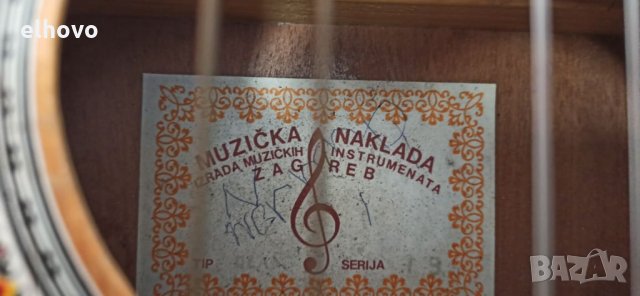 elhovo
MUZIČKA NAKLADA
IZRADA MUZIČKIH INSTRUMENATA
ZAGREB
TIP SERIJA
BAZAR